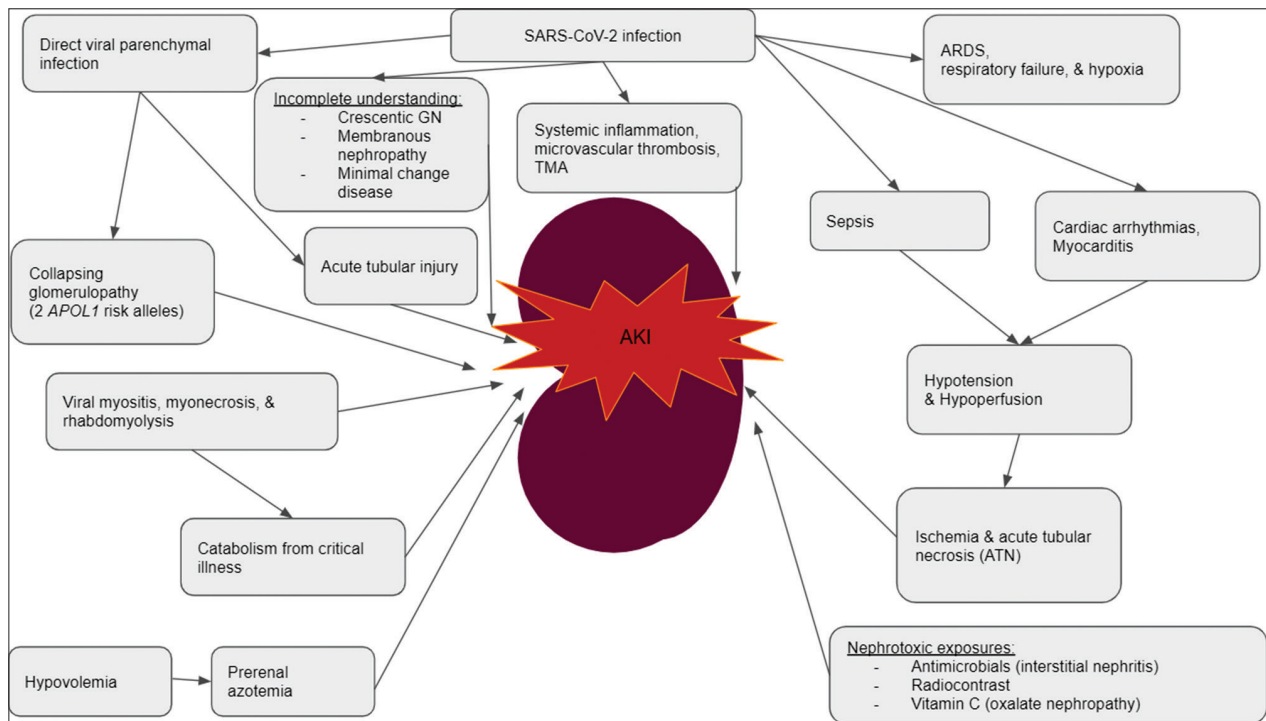 SARS-CoV-2 infection
Direct viral parenchymal
infection
ARDS,
respiratory failure, & hypoxia
Incomplete understanding:
- Crescentic GN
- Membranous
nephropathy
- Minimal change
disease
Systemic inflammation,
microvascular thrombosis,
TMA
Sepsis
Cardiac arrhythmias,
Myocarditis
Collapsing
glomerulopathy
(2 APOL1 risk alleles)
Acute tubular injury
AKI
Hypotension
& Hypoperfusion
Viral myositis, myonecrosis, &
rhabdomyolysis
Catabolism from critical
illness
Ischemia & acute tubular
necrosis (ATN)
Hypovolemia
Prerenal
azotemia
Nephrotoxic exposures:
- Antimicrobials (interstitial nephritis)
- Radiocontrast
- Vitamin C (oxalate nephropathy)